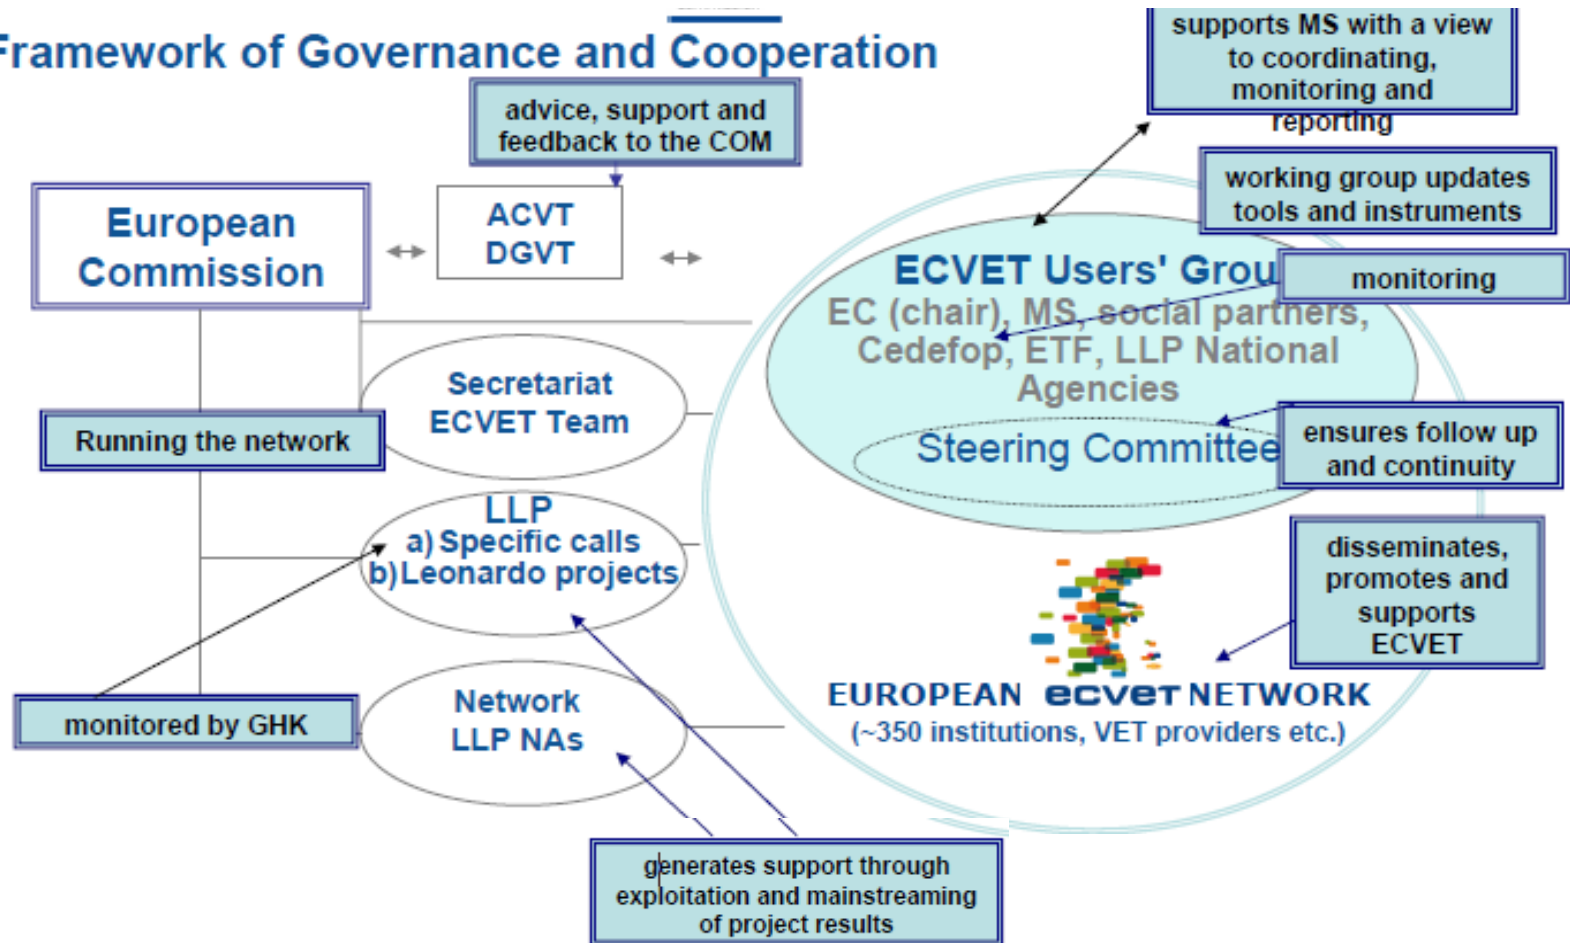 Framework of Governance and Cooperation
supports MS with a view
to coordinating,
monitoring and
reporting
advice, support and
feedback to the COM
working group updates
tools and instruments
European
Commission
ACVT
DGVT
ECVET Users' Grou
monitoring
EC (chair), MS, social partners,
Cedefop, ETF, LLP National
Agencies
Secretariat
ECVET Team
Running the network
Steering Committee
ensures follow up
and continuity
LLP
a) Specific calls
b) Leonardo projects
disseminates,
promotes and
supports
ECVET
monitored by GHK
Network
LLP NAs
EUROPEAN ecvet NETWORK
(~350 institutions, VET providers etc.)
generates support through
exploitation and mainstreaming
of project results